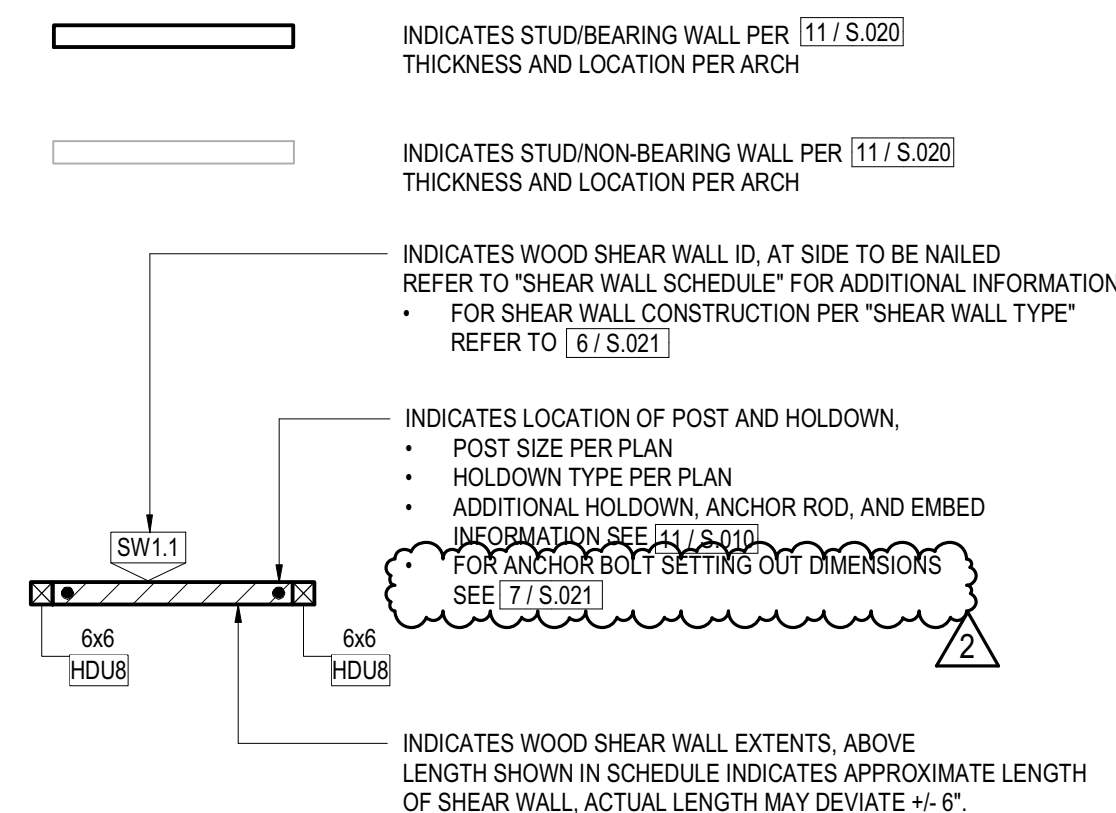 INDICATES STUD/BEARING WALL PER 11 / S.020
THICKNESS AND LOCATION PER ARCH
INDICATES STUD/NON-BEARING WALL PER 11 / S.020
THICKNESS AND LOCATION PER ARCH
INDICATES WOOD SHEAR WALL ID, AT SIDE TO BE NAILED
REFER TO "SHEAR WALL SCHEDULE" FOR ADDITIONAL INFORMATION
• FOR SHEAR WALL CONSTRUCTION PER "SHEAR WALL TYPE"
REFER TO 6 / S.021
INDICATES LOCATION OF POST AND HOLDOWN,
• POST SIZE PER PLAN
• HOLDOWN TYPE PER PLAN
• ADDITIONAL HOLDOWN, ANCHOR ROD, AND EMBED
INFORMATION SEE 11 / S.010
• FOR ANCHOR BOLT SETTING OUT DIMENSIONS
SEE 7 / S.021
2
SW1.1
6x6
HDU8
6x6
HDU8
INDICATES WOOD SHEAR WALL EXTENTS, ABOVE
LENGTH SHOWN IN SCHEDULE INDICATES APPROXIMATE LENGTH
OF SHEAR WALL, ACTUAL LENGTH MAY DEVIATE +/- 6".